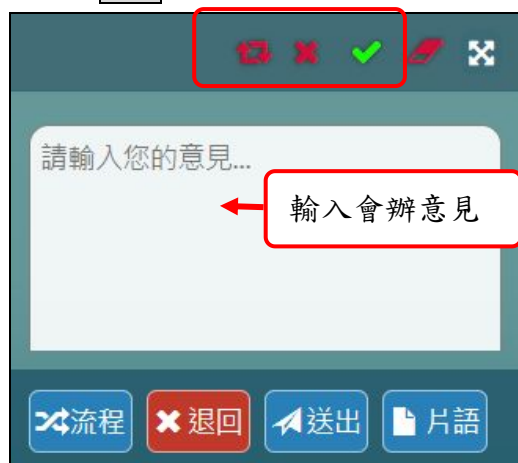 請輸入您的意見...
輸入會辦意見
流程
退回
送出
片語